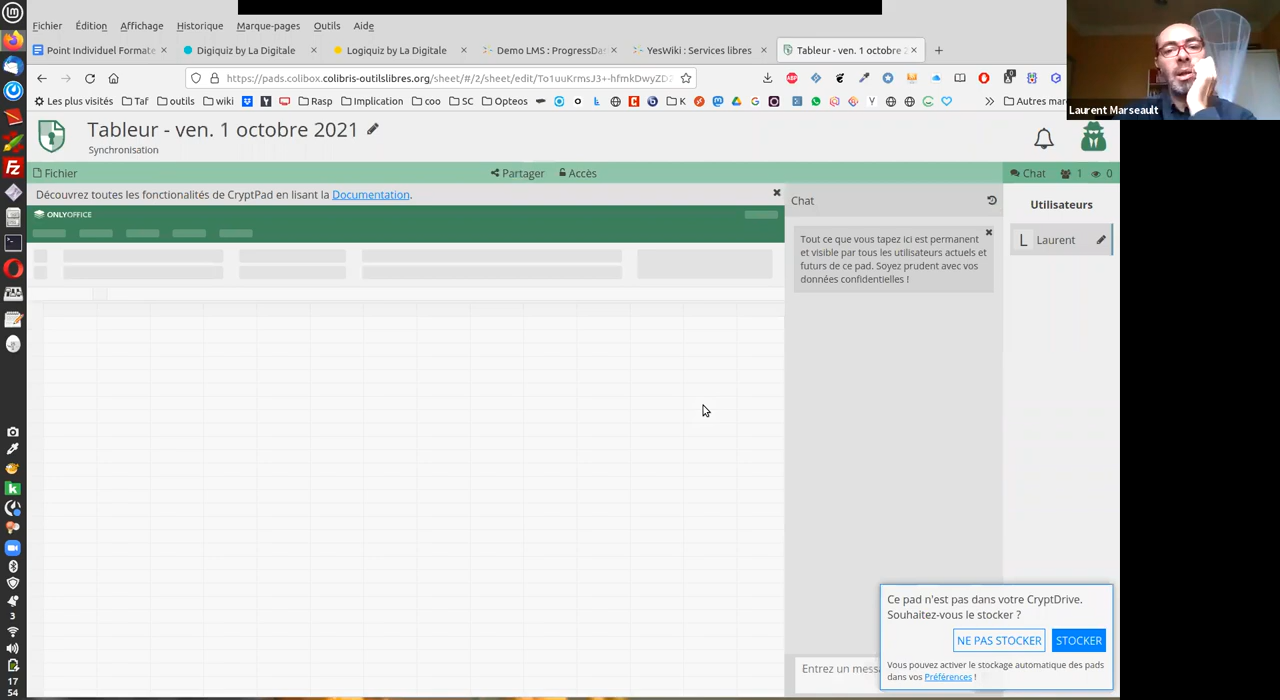 Fichier Édition Affichage Historique Marque-pages Outils Aide
Point Individuel Formate
Digiquiz by La Digitale
Logiquiz by La Digitale
Demo LMS : ProgressDa
YesWiki : Services libres
Tableur - ven. 1 octobre 2
https://pads.colibox.colibris-outilslibres.org/sheet/#/2/sheet/edit/To1uuKrmsJ3+-hfmkDwyZD
Les plus visités Taf outils wiki Rasp Implication coo SC Opteos K Autres mar
Laurent Marseault
Tableur - ven. 1 octobre 2021
Synchronisation
Fichier Partager Accès Chat 1 0
Découvrez toutes les fonctionalités de CryptPad en lisant la Documentation.
ONLYOFFICE
Chat
Tout ce que vous tapez ici est permanent
et visible par tous les utilisateurs actuels et
futurs de ce pad. Soyez prudent avec vos
données confidentielles !
Utilisateurs
L Laurent
Ce pad n'est pas dans votre CryptDrive.
Souhaitez-vous le stocker ?
NE PAS STOCKER STOCKER
Vous pouvez activer le stockage automatique des pads
dans vos Préférences !
Entrez un messa
3
17
54